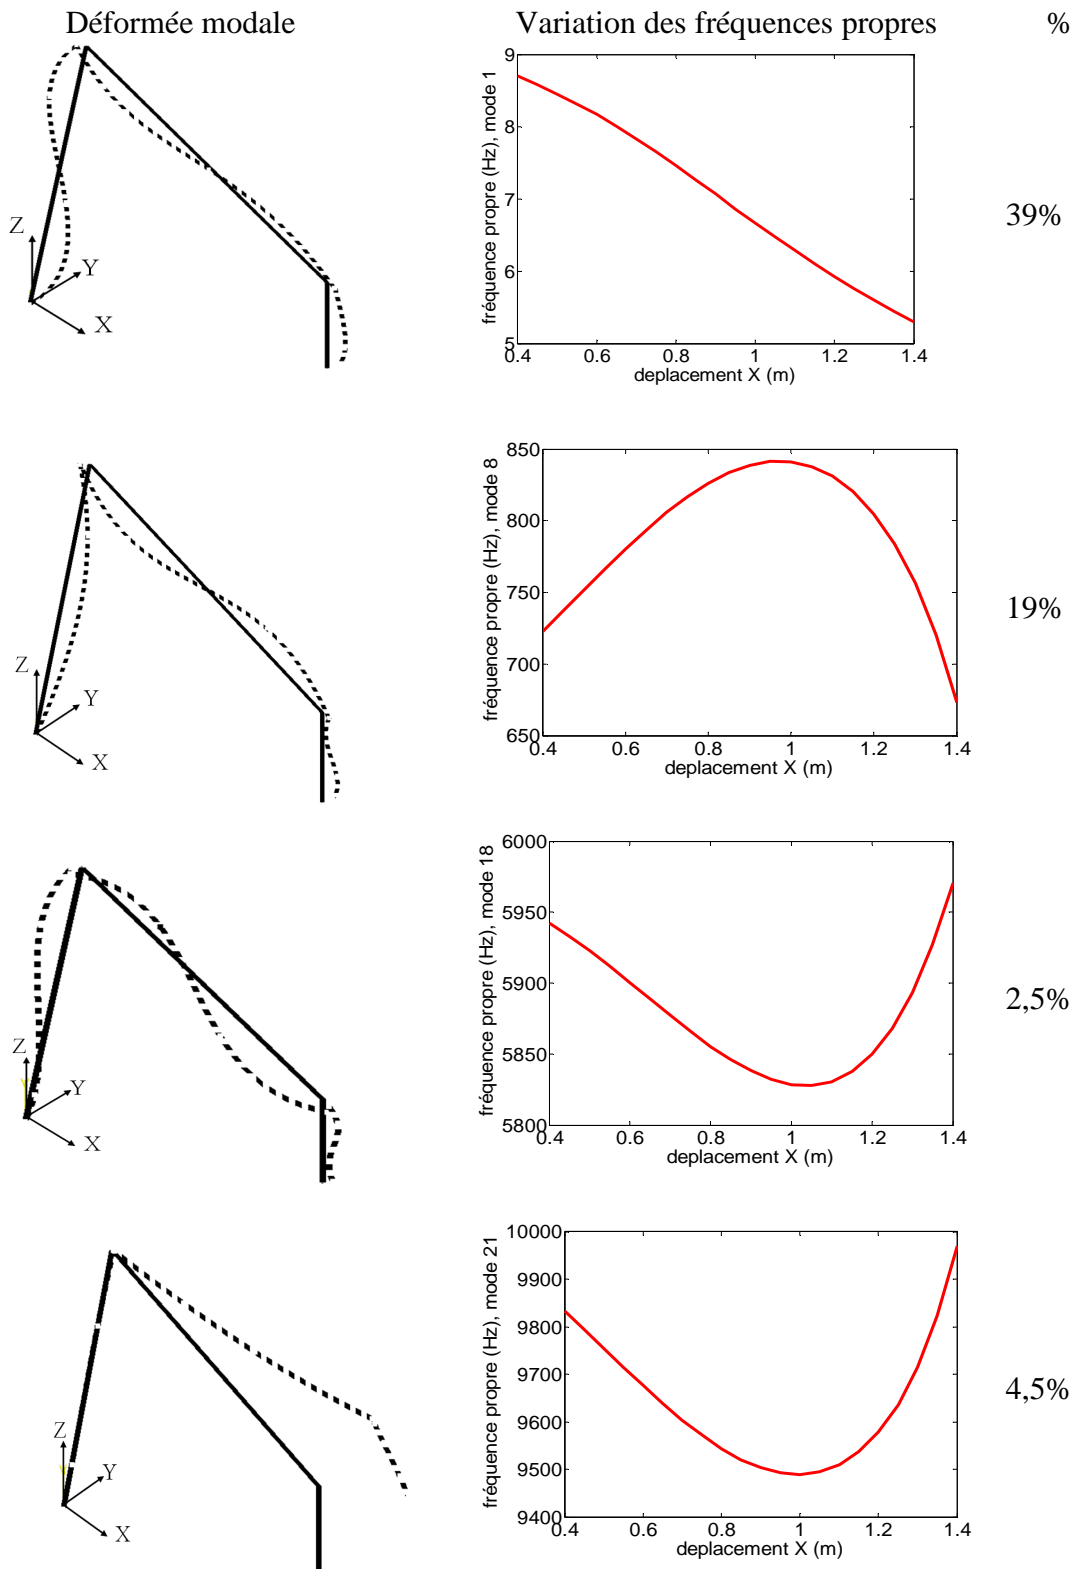 Déformée modale
Variation des fréquences propres
%
Z
Y
X
fréquence propre (Hz), mode 1
9
8
7
6
5
0.4 0.6 0.8 1 1.2 1.4
deplacement X (m)
39%
Z
Y
X
fréquence propre (Hz), mode 8
850
800
750
700
650
0.4 0.6 0.8 1 1.2 1.4
deplacement X (m)
19%
Z
Y
X
fréquence propre (Hz), mode 18
6000
5950
5900
5850
5800
0.4 0.6 0.8 1 1.2 1.4
deplacement X (m)
2,5%
Z
Y
X
fréquence propre (Hz), mode 21
10000
9900
9800
9700
9600
9500
9400
0.4 0.6 0.8 1 1.2 1.4
deplacement X (m)
4,5%